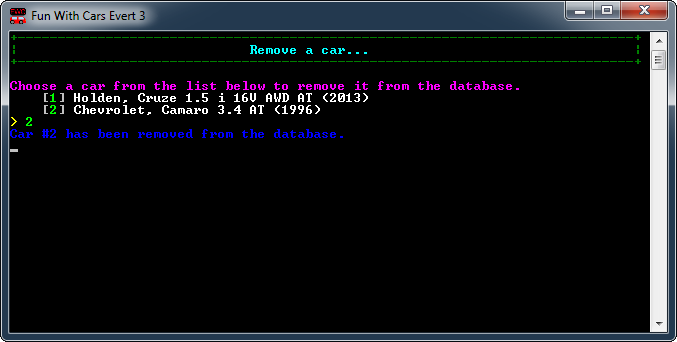 Fun With Cars Evert 3
Remove a car...
Choose a car from the list below to remove it from the database.
[1] Holden, Cruze 1.5 i 16V AWD AT (2013)
[2] Chevrolet, Camaro 3.4 AT (1996)
> 2
Car #2 has been removed from the database.